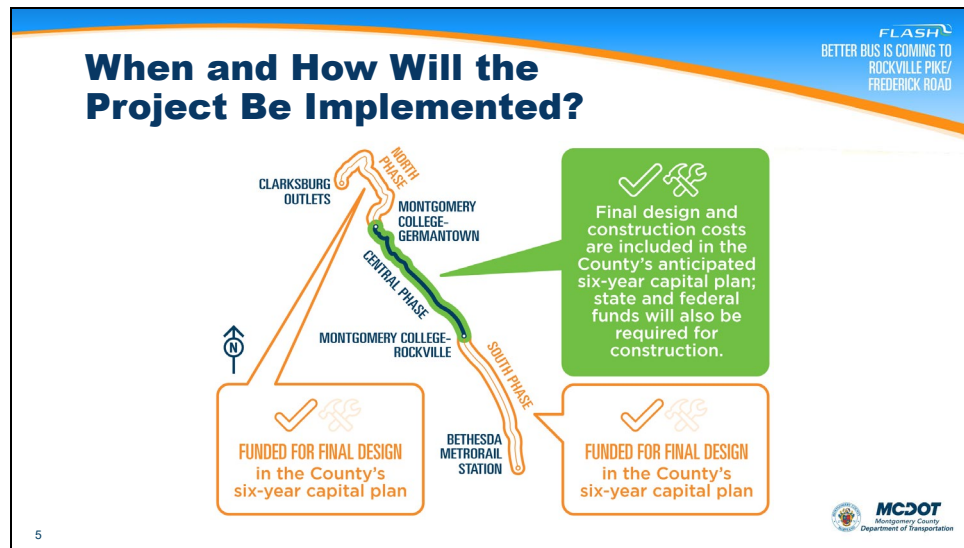 FLASH
BETTER BUS IS COMING TO
ROCKVILLE PIKE/
FREDERICK ROAD
When and How Will the
Project Be Implemented?
NORTH
PHASE
CLARKSBURG
OUTLETS
MONTGOMERY
COLLEGE-
GERMANTOWN
CENTRAL PHASE
Final design and
construction costs
are included in the
County's anticipated
six-year capital plan;
state and federal
funds will also be
required for
construction.
N
MONTGOMERY COLLEGE-
ROCKVILLE
SOUTH PHASE
FUNDED FOR FINAL DESIGN
in the County's
six-year capital plan
BETHESDA
METRORAIL
STATION
FUNDED FOR FINAL DESIGN
in the County's
six-year capital plan
MCDOT
Montgomery County
Department of Transportation
5